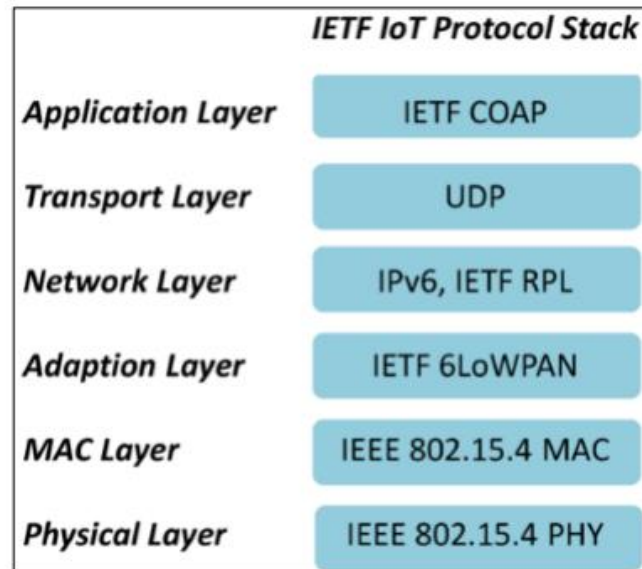 IETF IoT Protocol Stack
Application Layer IETF COAP
Transport Layer UDP
Network Layer IPv6, IETF RPL
Adaption Layer IETF 6LoWPAN
MAC Layer IEEE 802.15.4 MAC
Physical Layer IEEE 802.15.4 PHY